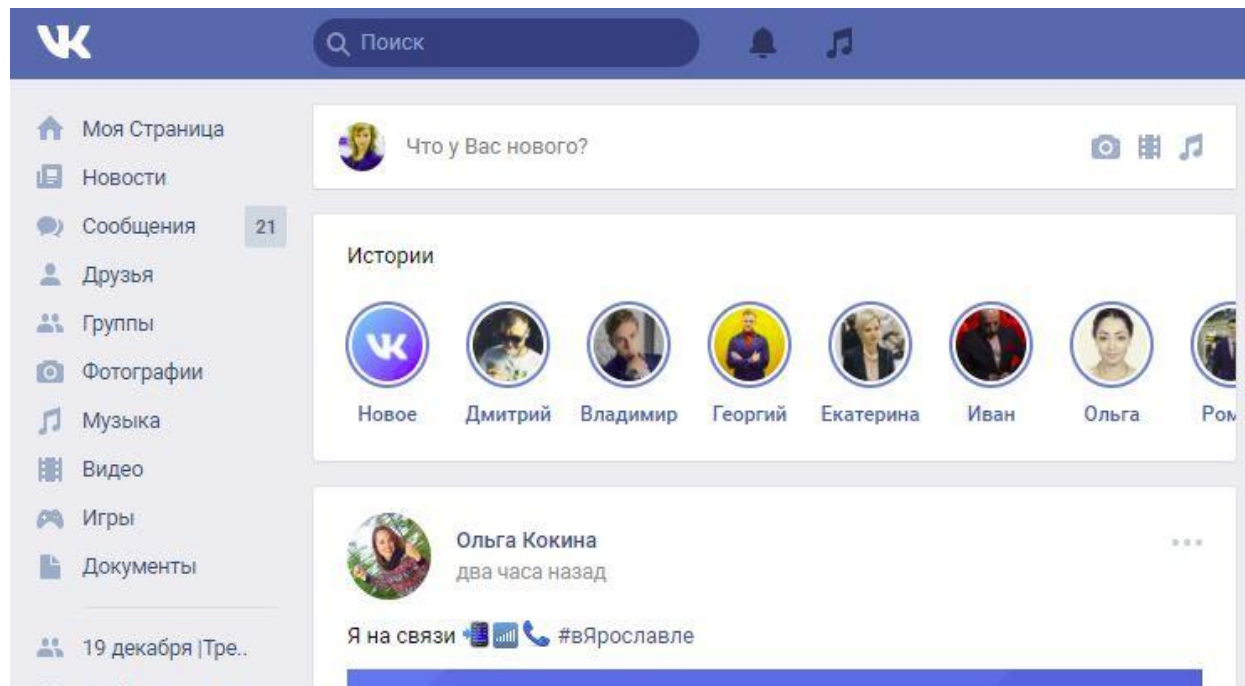 Поиск
Моя Страница
Новости
Сообщения 21
Друзья
Группы
Фотографии
Музыка
Видео
Игры
Документы
19 декабря |Тре..
Что у Вас нового?
Истории
Новое Дмитрий Владимир Георгий Екатерина Иван Ольга Ром
Ольга Кокина
два часа назад
Я на связи 📲📶📞 #вЯрославле